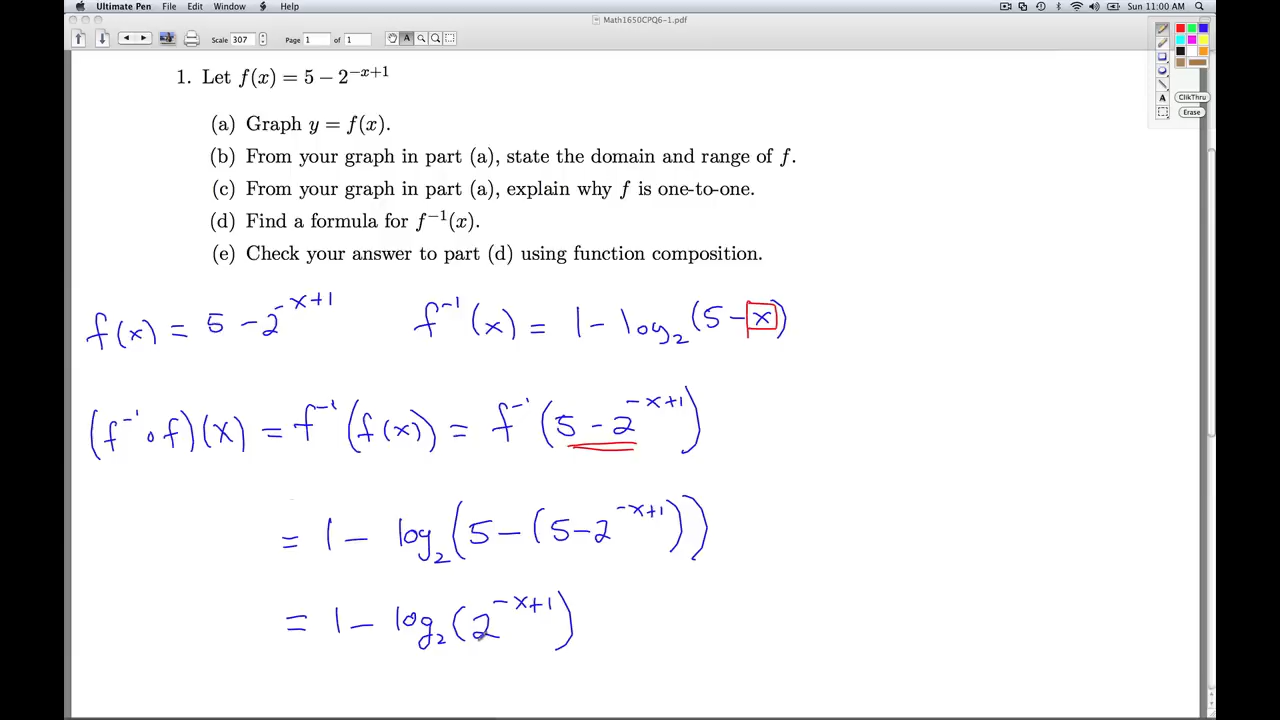 Ultimate Pen File Edit Window Help Sun 11:00 AM
Math1650CPQ6-1.pdf
Scale 307 Page 1 of 1
ClikThru
Erase
1. Let f(x) = 5 − 2^{−x+1}
(a) Graph y = f(x).
(b) From your graph in part (a), state the domain and range of f.
(c) From your graph in part (a), explain why f is one-to-one.
(d) Find a formula for f^{−1}(x).
(e) Check your answer to part (d) using function composition.
f(x) = 5 − 2^{−x+1} f^{−1}(x) = 1 − log₂(5 − x)
(f^{−1} ∘ f)(x) = f^{−1}(f(x)) = f^{−1}(5 − 2^{−x+1})
= 1 − log₂(5 − (5 − 2^{−x+1}))
= 1 − log₂(2^{−x+1})